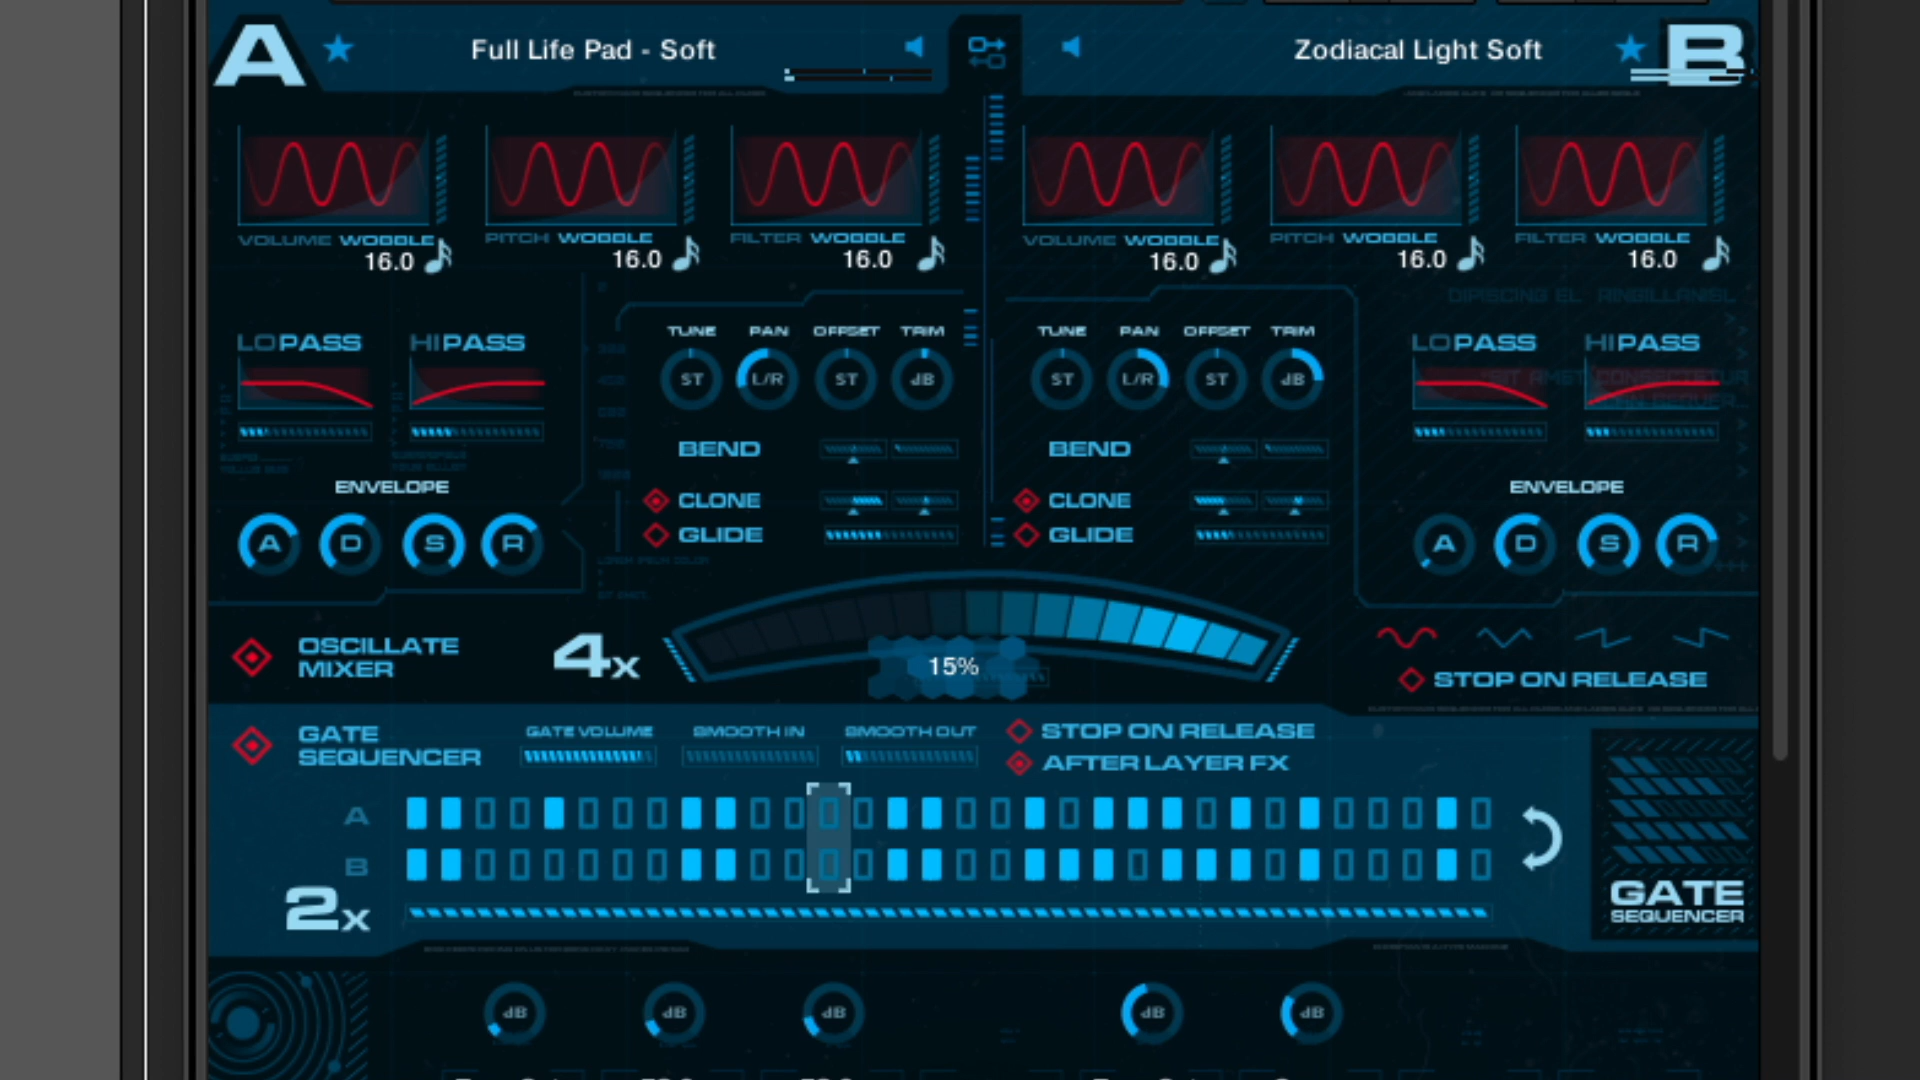 A
Full Life Pad - Soft
Zodiacal Light Soft
B
VOLUME WOBBLE
16.0
PITCH WOBBLE
16.0
FILTER WOBBLE
16.0
VOLUME WOBBLE
16.0
PITCH WOBBLE
16.0
FILTER WOBBLE
16.0
LOPASS
HIPASS
TUNE PAN OFFSET TRIM
ST L/R ST dB
BEND
CLONE
GLIDE
TUNE PAN OFFSET TRIM
ST L/R ST dB
BEND
CLONE
GLIDE
LOPASS
HIPASS
ENVELOPE
A D S R
ENVELOPE
A D S R
OSCILLATE
MIXER
4x
15%
STOP ON RELEASE
GATE
SEQUENCER
GATE VOLUME
SMOOTH IN
SMOOTH OUT
STOP ON RELEASE
AFTER LAYER FX
A
B
2x
GATE
SEQUENCER
dB dB dB dB dB